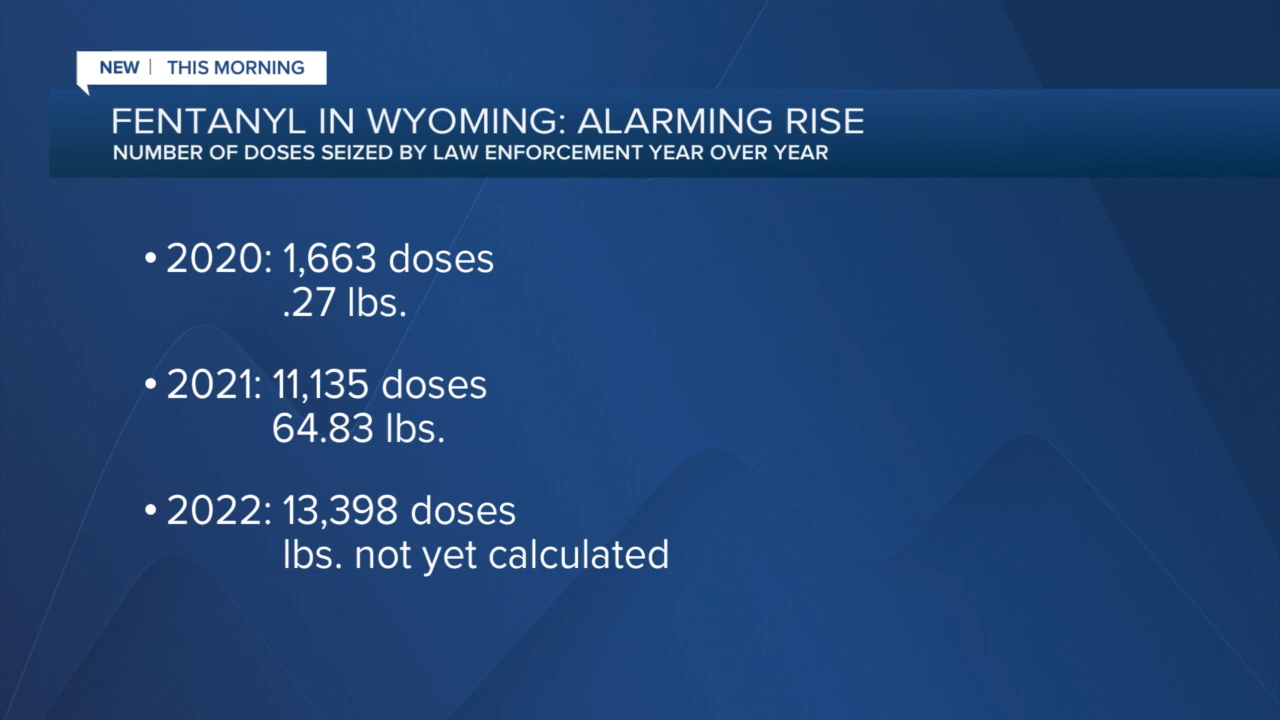 NEW | THIS MORNING
FENTANYL IN WYOMING: ALARMING RISE
NUMBER OF DOSES SEIZED BY LAW ENFORCEMENT YEAR OVER YEAR
• 2020: 1,663 doses
.27 lbs.
• 2021: 11,135 doses
64.83 lbs.
• 2022: 13,398 doses
lbs. not yet calculated